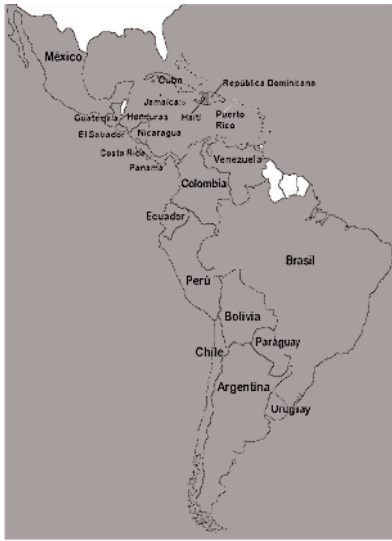 México
Cuba
República Dominicana
Jamaica
Guatemala
Honduras
Haití
Puerto
Rico
El Salvador
Nicaragua
Costa Rica
Panamá
Venezuela
Colombia
Ecuador
Brasil
Perú
Bolivia
Paraguay
Chile
Argentina
Uruguay